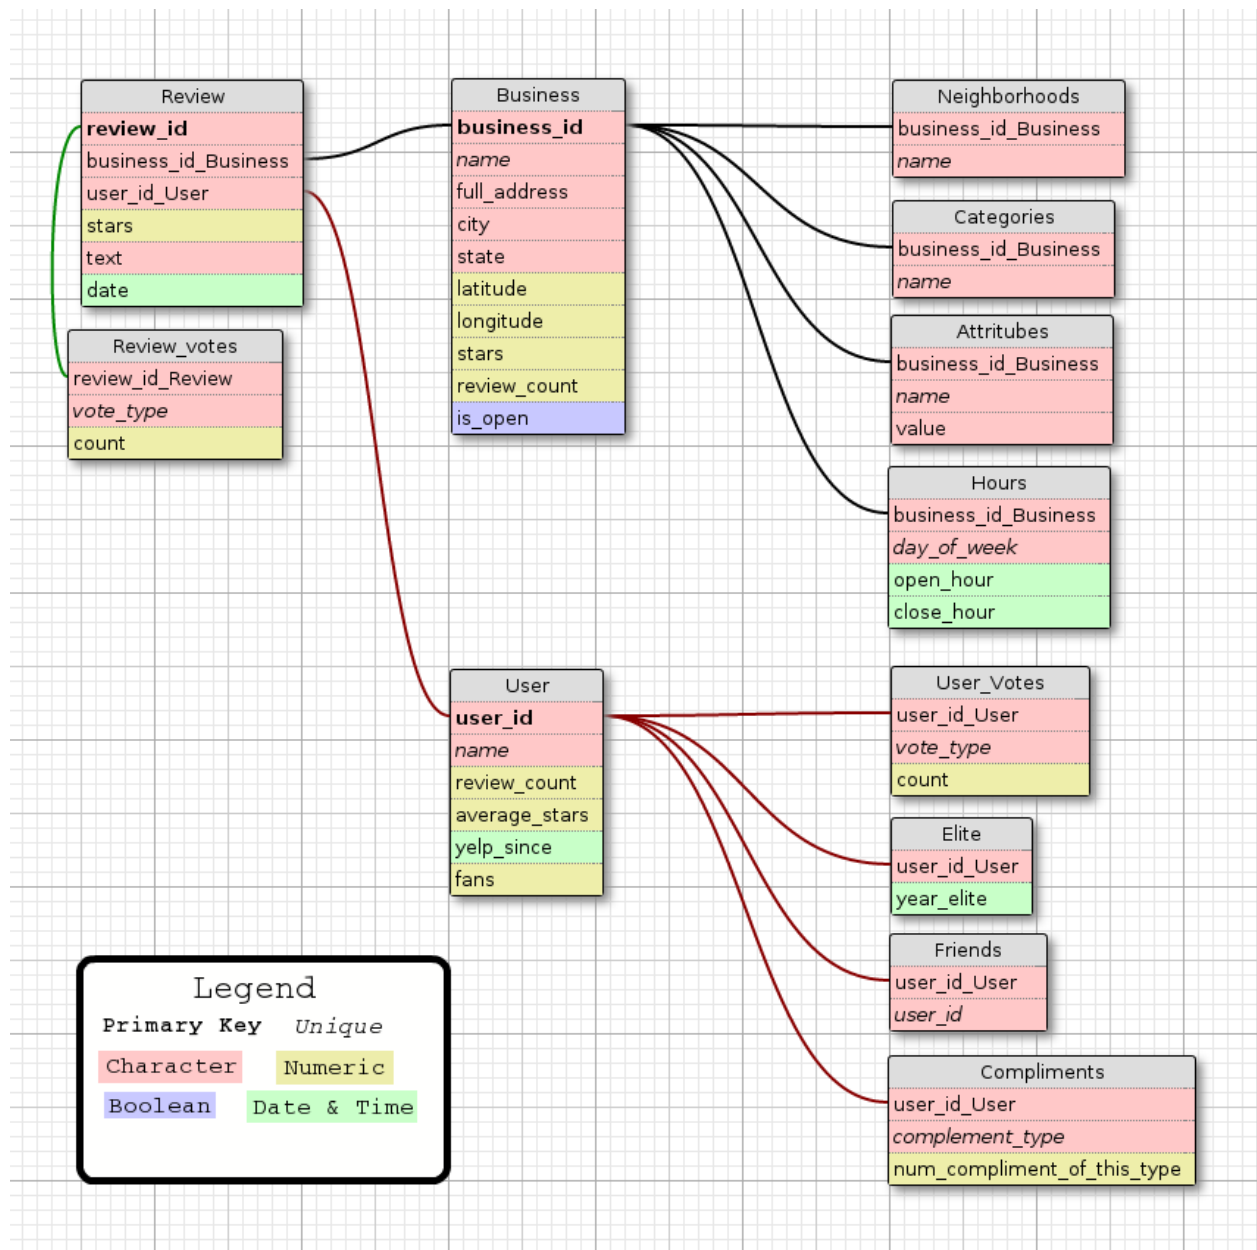 Review
review_id
business_id_Business
user_id_User
stars
text
date
Review_votes
review_id_Review
vote_type
count
Business
business_id
name
full_address
city
state
latitude
longitude
stars
review_count
is_open
Neighborhoods
business_id_Business
name
Categories
business_id_Business
name
Attritubes
business_id_Business
name
value
Hours
business_id_Business
day_of_week
open_hour
close_hour
User
user_id
name
review_count
average_stars
yelp_since
fans
User_Votes
user_id_User
vote_type
count
Elite
user_id_User
year_elite
Friends
user_id_User
user_id
Compliments
user_id_User
complement_type
num_compliment_of_this_type
Legend
Primary Key Unique
Character Numeric
Boolean Date & Time